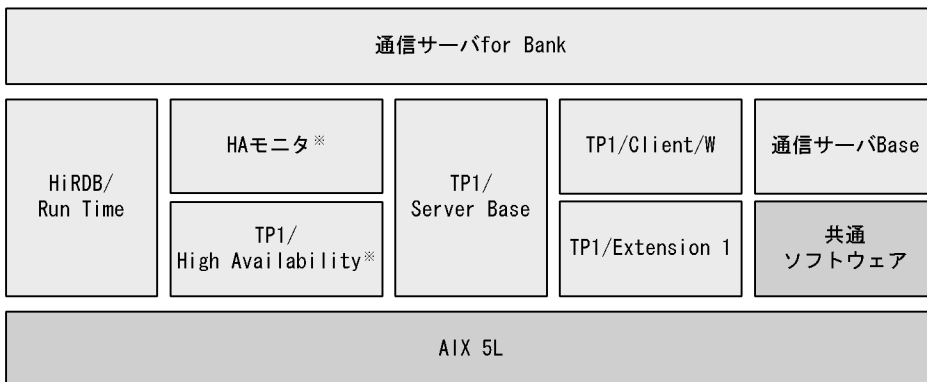 通信サーバfor Bank
HiRDB/
Run Time
HAモニタ※
TP1/
High Availability※
TP1/
Server Base
TP1/Client/W
TP1/Extension 1
通信サーバBase
共通
ソフトウェア
AIX 5L